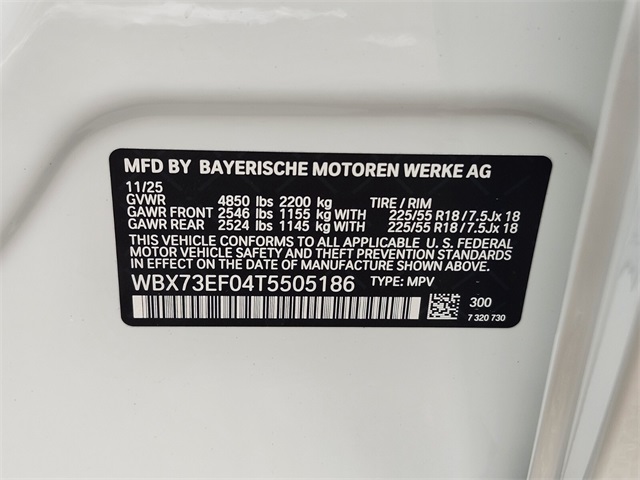 MFD BY BAYERISCHE MOTOREN WERKE AG
11/25
GVWR 4850 lbs 2200 kg TIRE / RIM
GAWR FRONT 2546 lbs 1155 kg WITH 225/55 R18 / 7.5Jx 18
GAWR REAR 2524 lbs 1145 kg WITH 225/55 R18 / 7.5Jx 18
THIS VEHICLE CONFORMS TO ALL APPLICABLE U. S. FEDERAL
MOTOR VEHICLE SAFETY, BUMPER, AND THEFT PREVENTION
STANDARDS IN EFFECT ON THE DATE OF MANUFACTURE SHOWN ABOVE.
WBX73EF04T5505186 TYPE: MPV
300
7 320 730